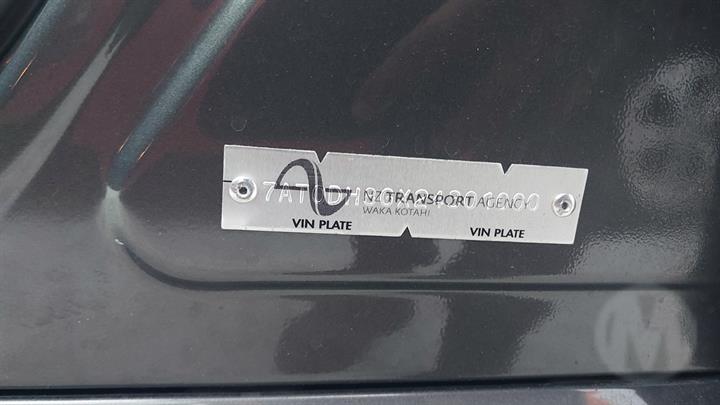 NZ TRANSPORT AGENCY
WAKA KOTAHI
VIN PLATE
VIN PLATE
M